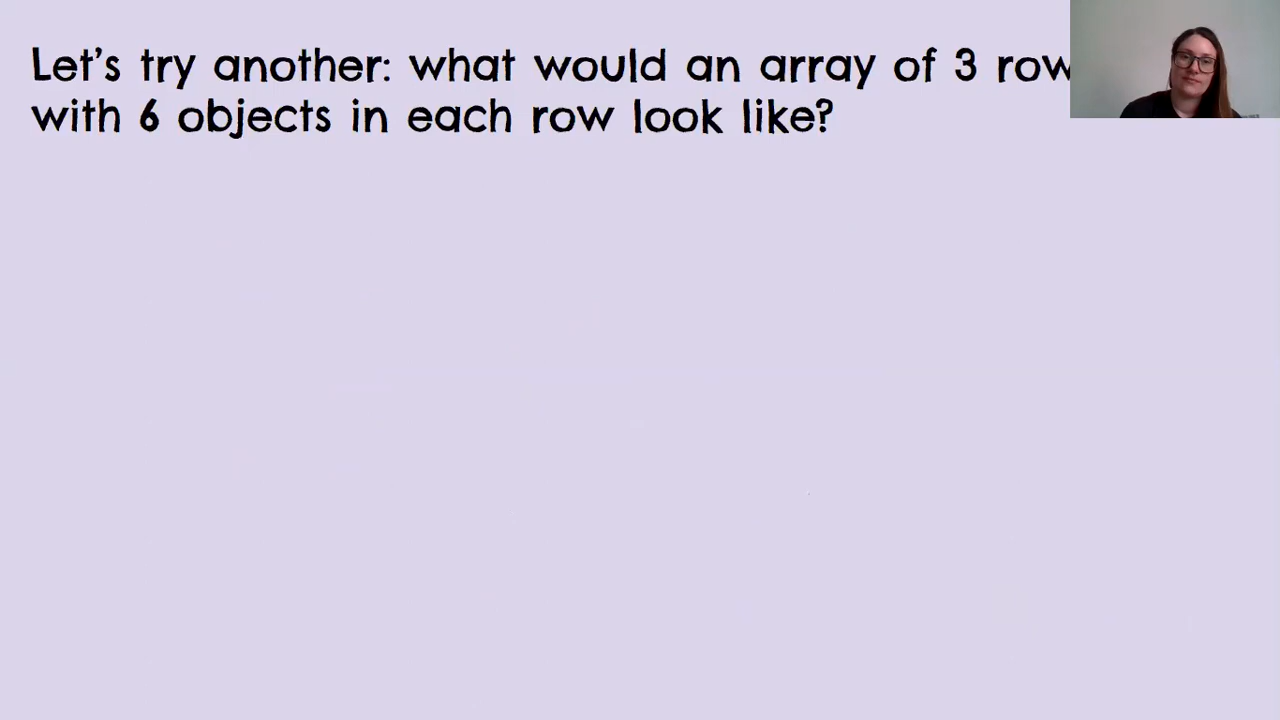 Let's try another: what would an array of 3 row
with 6 objects in each row look like?